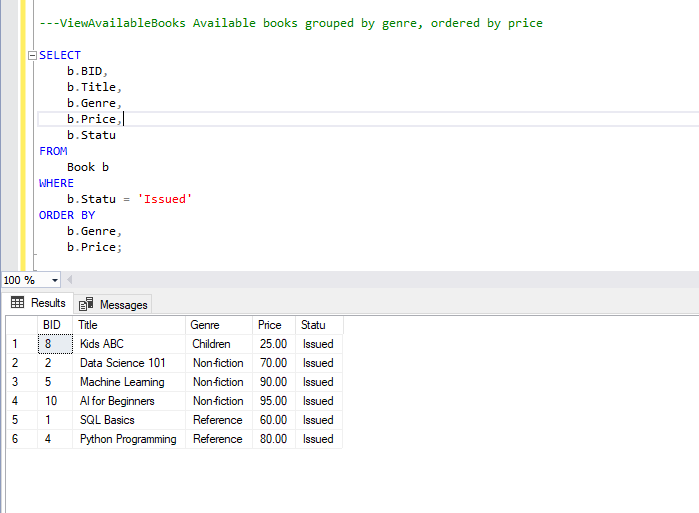 ---ViewAvailableBooks Available books grouped by genre, ordered by price
SELECT
b.BID,
b.Title,
b.Genre,
b.Price,
b.Statu
FROM
Book b
WHERE
b.Statu = 'Issued'
ORDER BY
b.Genre,
b.Price;
100 %
Results Messages
BID Title Genre Price Statu
1 8 Kids ABC Children 25.00 Issued
2 2 Data Science 101 Non-fiction 70.00 Issued
3 5 Machine Learning Non-fiction 90.00 Issued
4 10 AI for Beginners Non-fiction 95.00 Issued
5 1 SQL Basics Reference 60.00 Issued
6 4 Python Programming Reference 80.00 Issued